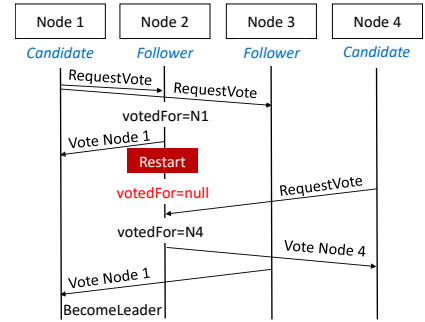 Node 1 Node 2 Node 3 Node 4
Candidate Follower Follower Candidate
RequestVote
RequestVote
votedFor=N1
Vote Node 1
Restart
RequestVote
votedFor=null
votedFor=N4
Vote Node 4
Vote Node 1
BecomeLeader